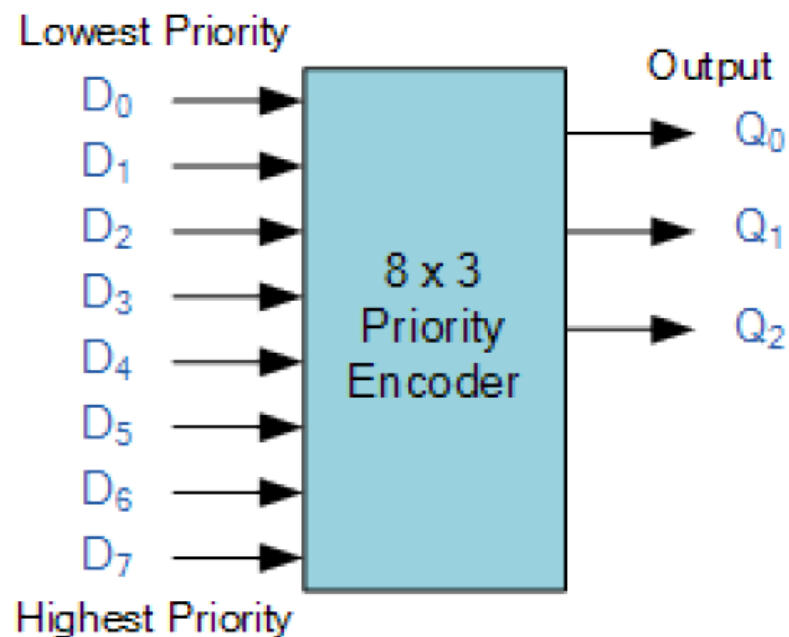 Lowest Priority
Output
D₀
D₁
D₂
D₃
D₄
D₅
D₆
D₇
8 x 3
Priority
Encoder
Q₀
Q₁
Q₂
Highest Priority